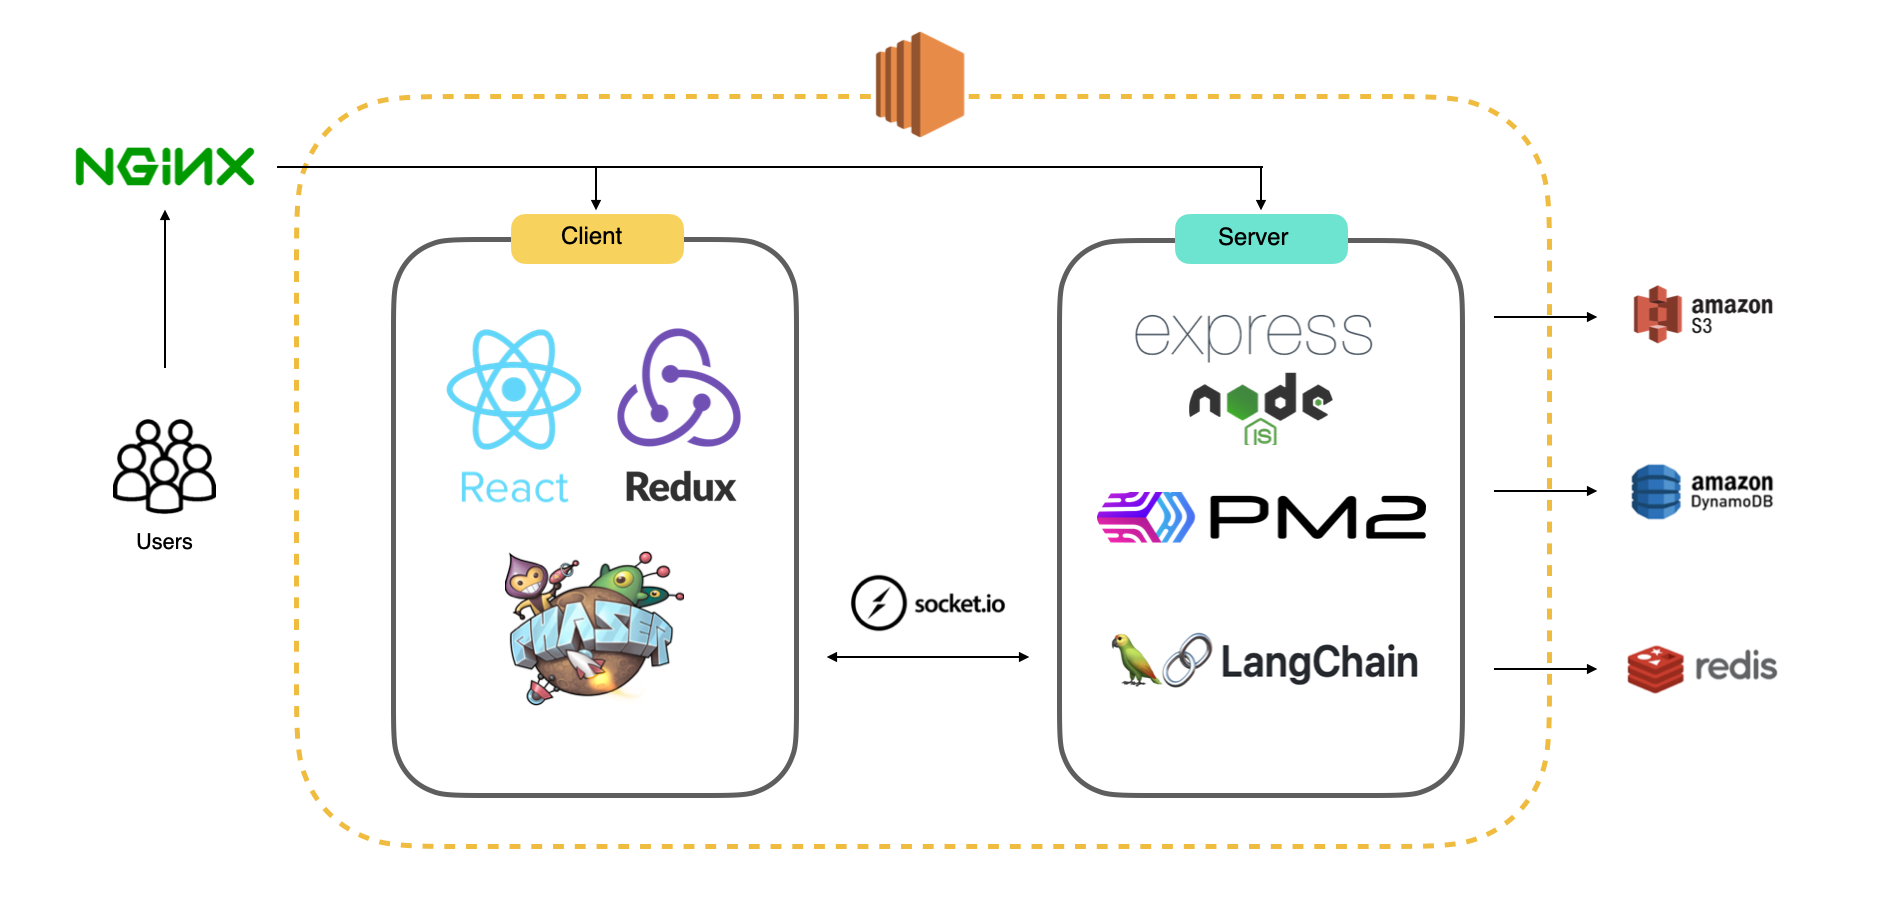 NGINX
Users
Client
React
Redux
PHASER
socket.io
Server
express
node
JS
PM2
LangChain
amazon
S3
amazon
DynamoDB
redis